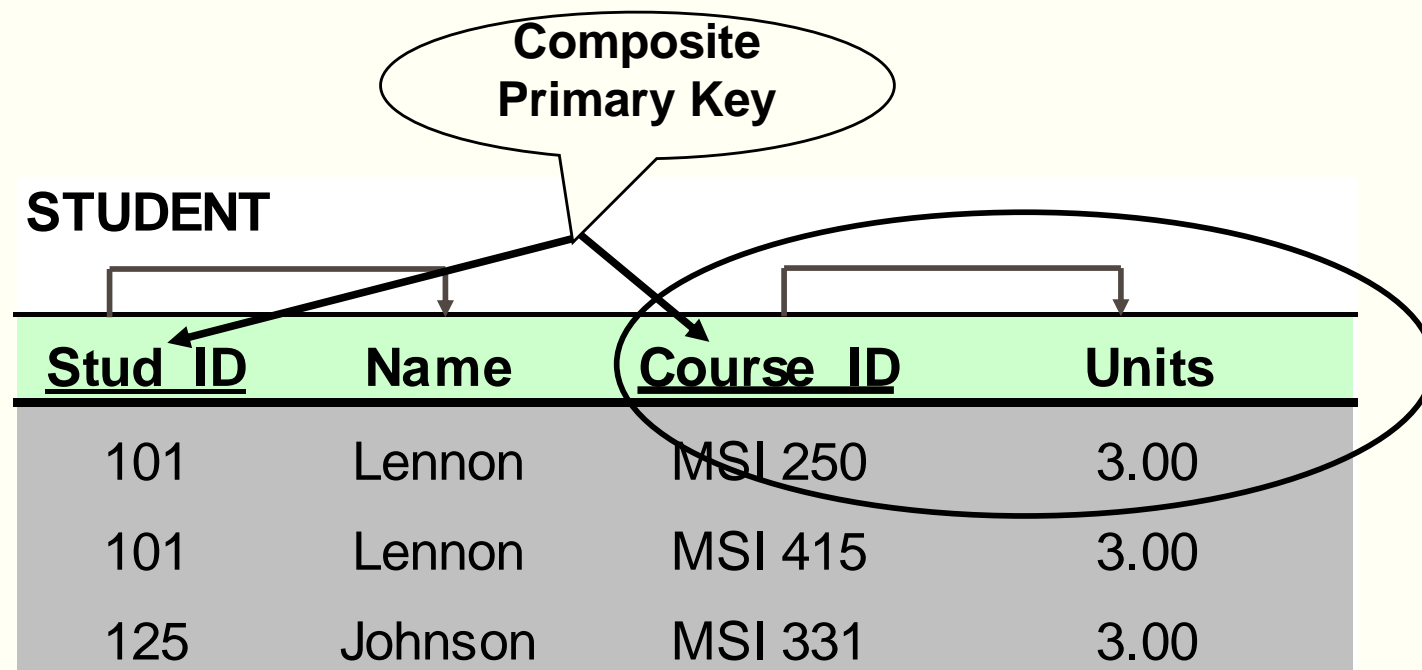 Composite
Primary Key
STUDENT
Stud_ID Name Course_ID Units
101 Lennon MSI 250 3.00
101 Lennon MSI 415 3.00
125 Johnson MSI 331 3.00